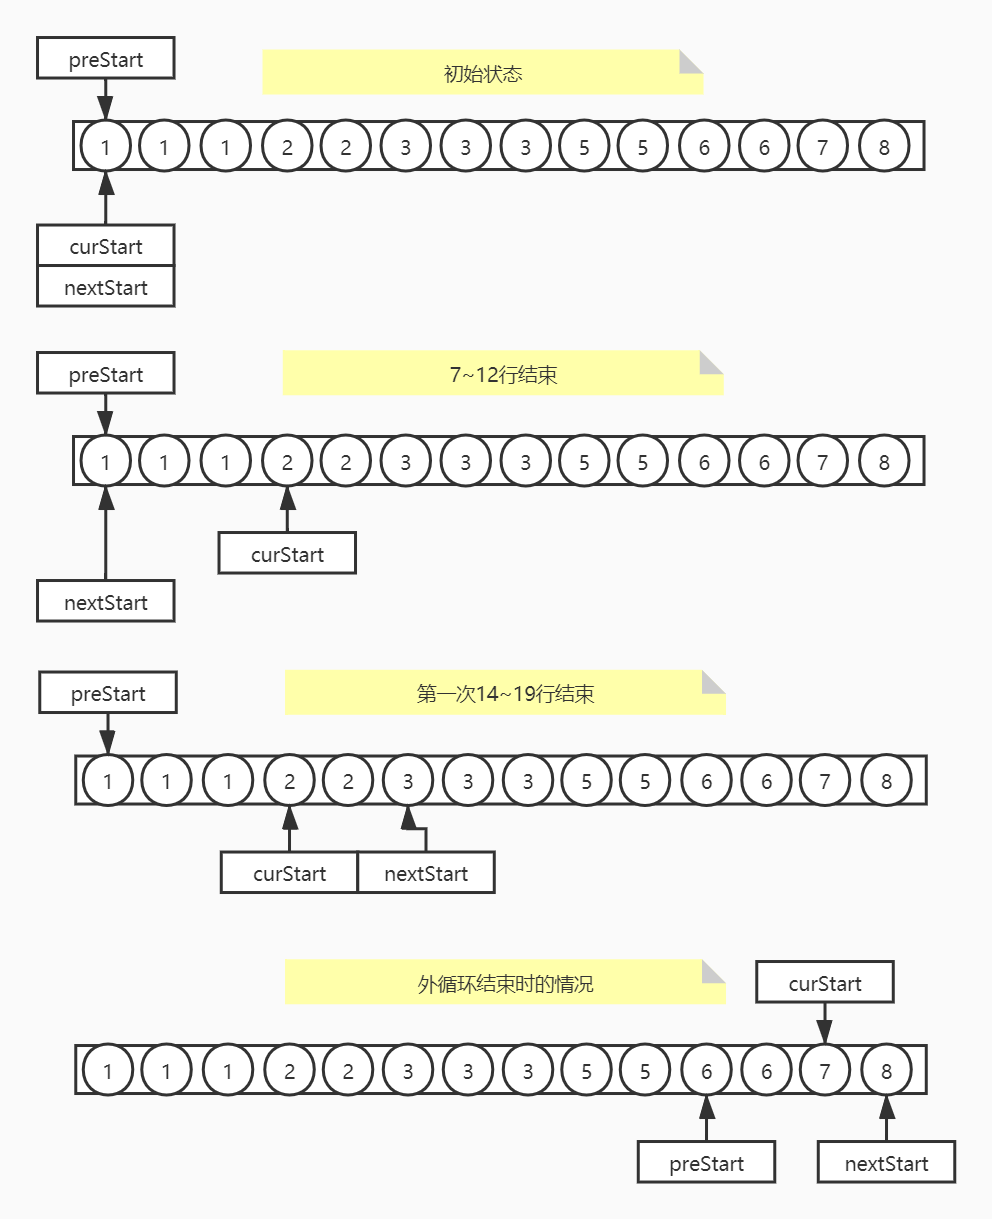 preStart
初始状态
1 1 1 2 2 3 3 3 5 5 6 6 7 8
curStart
nextStart
preStart
7~12行结束
1 1 1 2 2 3 3 3 5 5 6 6 7 8
curStart
nextStart
preStart
第一次14~19行结束
1 1 1 2 2 3 3 3 5 5 6 6 7 8
curStart nextStart
外循环结束时的情况
curStart
1 1 1 2 2 3 3 3 5 5 6 6 7 8
preStart nextStart